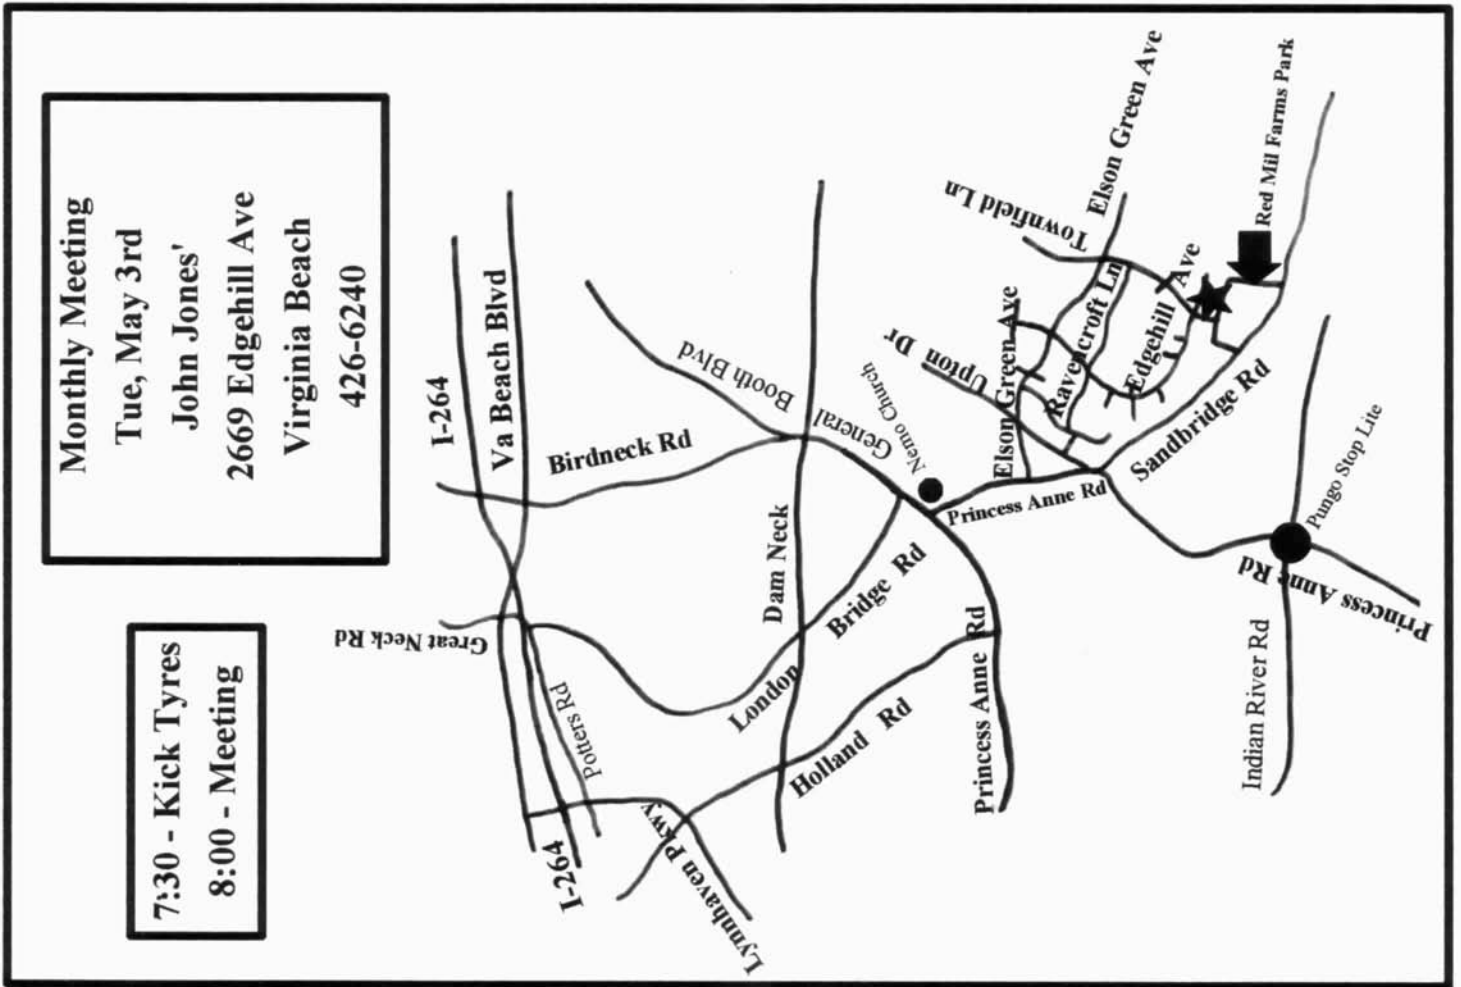 Monthly Meeting
Tue, May 3rd
John Jones'
2669 Edgehill Ave
Virginia Beach
426-6240
7:30 - Kick Tyres
8:00 - Meeting
I-264
Va Beach Blvd
Birdneck Rd
Great Neck Rd
Potters Rd
I-264
Lynnhaven Pkwy
General Booth Blvd
Dam Neck
London Bridge Rd
Holland Rd
Princess Anne Rd
Nemo Church
Princess Anne Rd
Upton Dr
Elson Green Ave
Townfield Ln
Elson Green Ave
Ravencroft Ln
Edgehill Ave
Red Mil Farms Park
Sandbridge Rd
Pungo Stop Lite
Princess Anne Rd
Indian River Rd